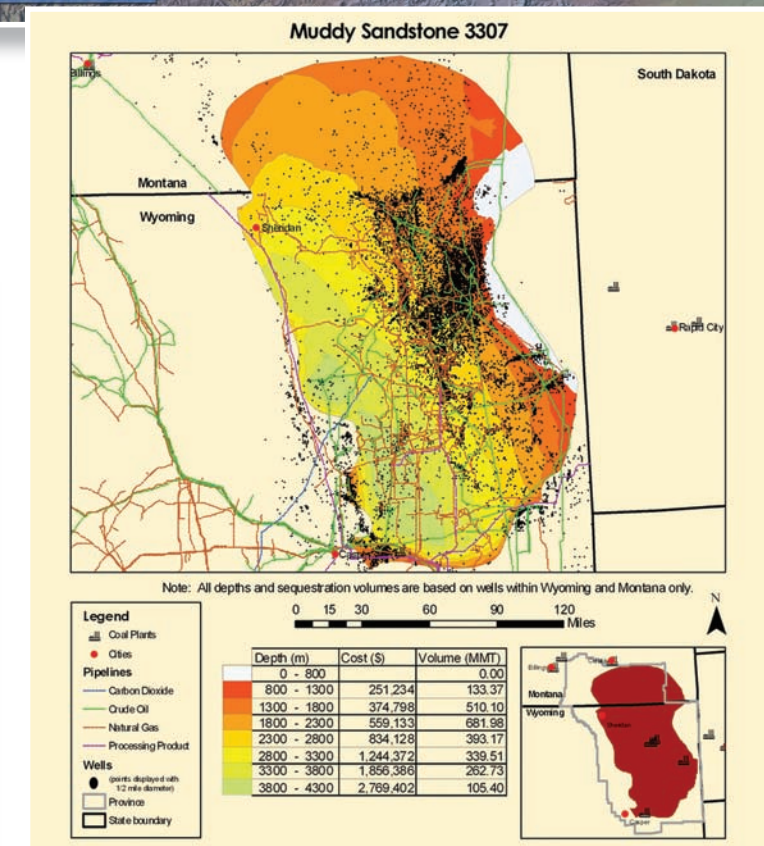 Muddy Sandstone 3307
Billings
South Dakota
Montana
Wyoming
Sheridan
Rapid City
Note: All depths and sequestration volumes are based on wells within Wyoming and Montana only.
0 15 30 60 90 120
Miles
N
Legend
Coal Plants
Cities
Pipelines
Carbon Dioxide
Crude Oil
Natural Gas
Processing Product
Wells
(points displayed with
1/2 mile diameter)
Province
State boundary
Depth (m) Cost ($) Volume (MMT)
0 - 800 0.00
800 - 1300 251,234 133.37
1300 - 1800 374,798 510.10
1800 - 2300 559,133 681.98
2300 - 2800 834,128 393.17
2800 - 3300 1,244,372 339.51
3300 - 3800 1,856,386 262.73
3800 - 4300 2,769,402 105.40
Billings
Montana
Wyoming
Sheridan
Casper